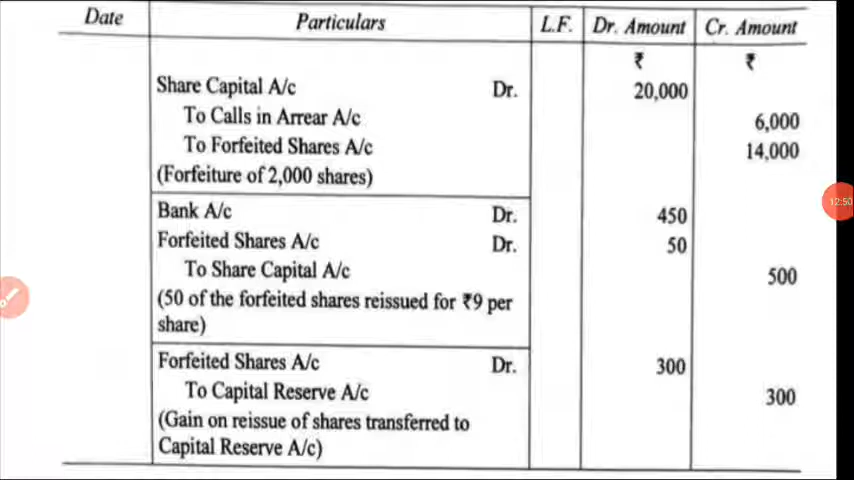 Date Particulars L.F. Dr. Amount Cr. Amount
₹ ₹
Share Capital A/c Dr. 20,000
To Calls in Arrear A/c 6,000
To Forfeited Shares A/c 14,000
(Forfeiture of 2,000 shares)
Bank A/c Dr. 450
Forfeited Shares A/c Dr. 50
To Share Capital A/c 500
(50 of the forfeited shares reissued for ₹9 per
share)
Forfeited Shares A/c Dr. 300
To Capital Reserve A/c 300
(Gain on reissue of shares transferred to
Capital Reserve A/c)
12:50